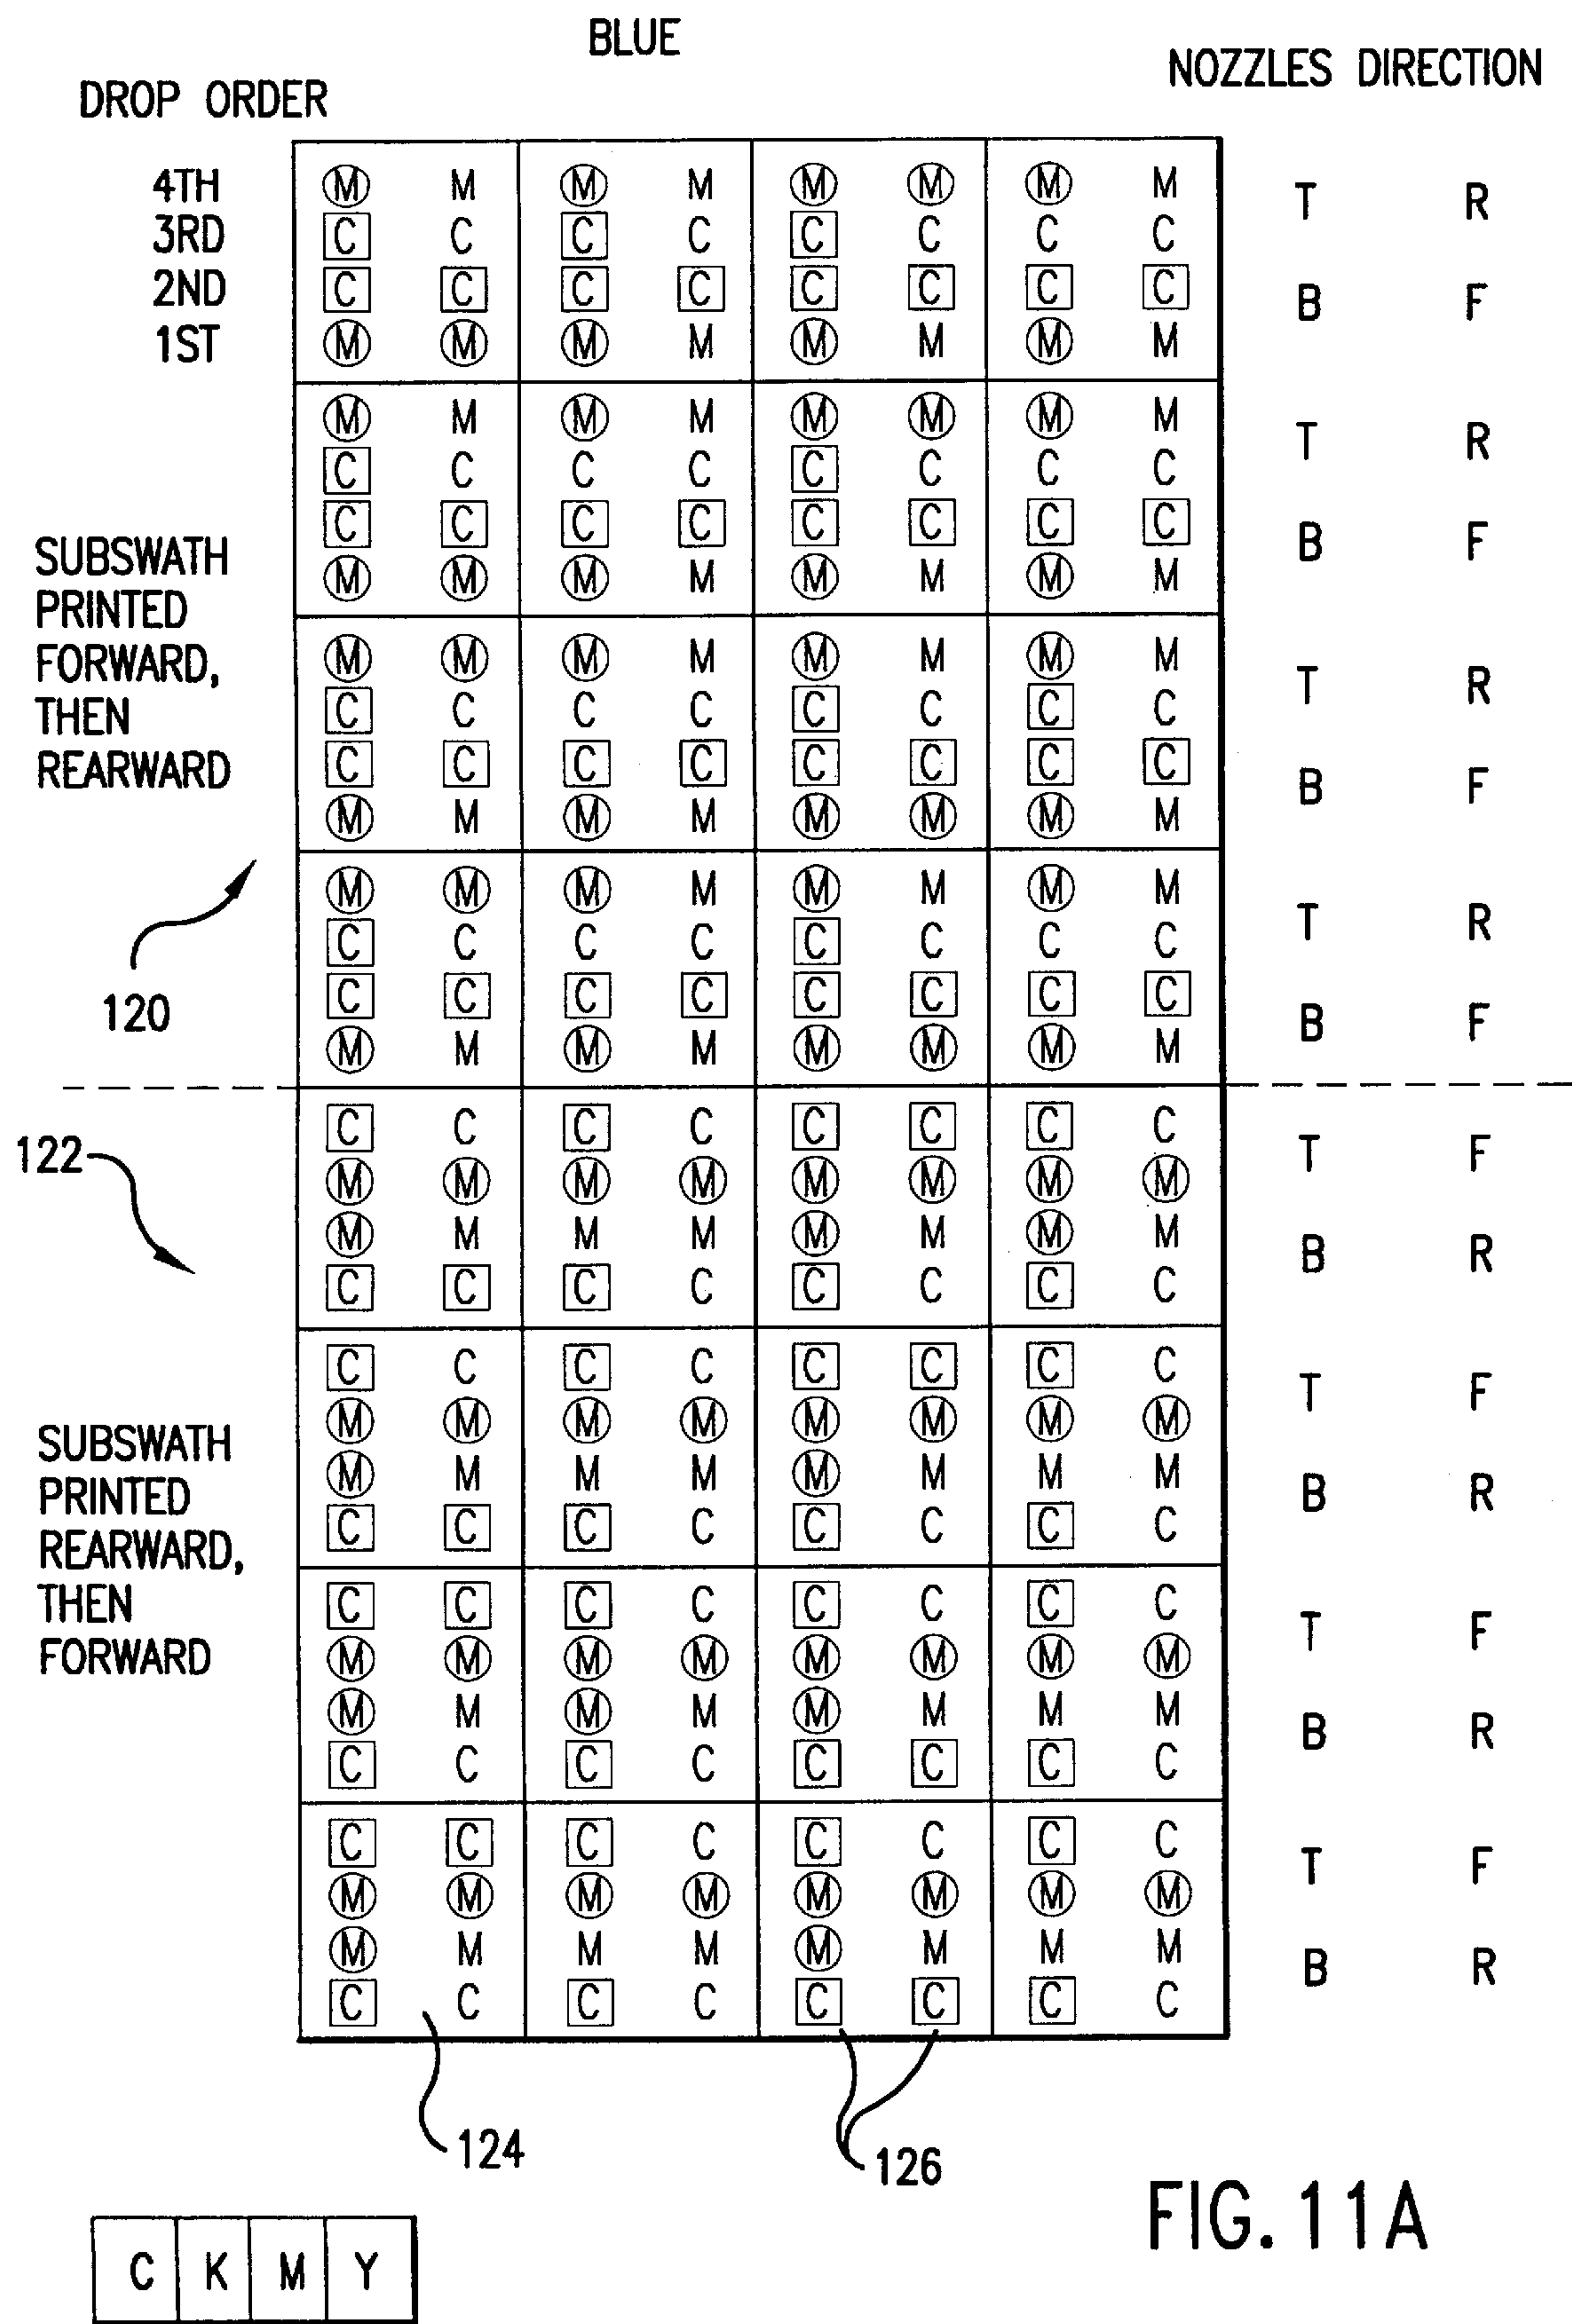 BLUE
NOZZLES DIRECTION
DROP ORDER
4TH M M M M M M M M T R
3RD C C C C C C C C
2ND C C C C C C C C B F
1ST M M M M M M M M
M M M M M M M M T R
C C C C C C C C
C C C C C C C C B F
M M M M M M M M
SUBSWATH
PRINTED
FORWARD,
THEN
REARWARD
M M M M M M M M T R
C C C C C C C C
C C C C C C C C B F
M M M M M M M M
M M M M M M M M T R
C C C C C C C C
C C C C C C C C B F
M M M M M M M M
120
C C C C C C C C T F
M M M M M M M M
M M M M M M M M B R
C C C C C C C C
122
C C C C C C C C T F
M M M M M M M M
M M M M M M M M B R
C C C C C C C C
SUBSWATH
PRINTED
REARWARD,
THEN
FORWARD
C C C C C C C C T F
M M M M M M M M
M M M M M M M M B R
C C C C C C C C
C C C C C C C C T F
M M M M M M M M
M M M M M M M M B R
C C C C C C C C
124
126
FIG. 11A
C K M Y